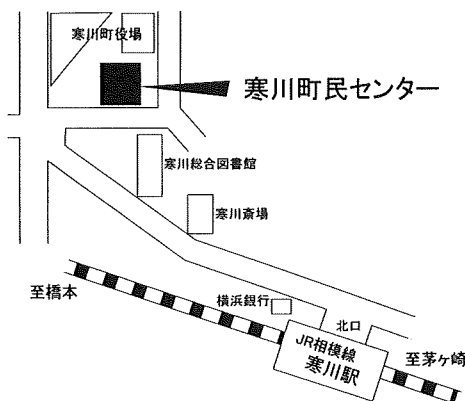 寒川町役場
寒川町民センター
寒川総合図書館
寒川斎場
至橋本
横浜銀行
北口
JR相模線
寒川駅
至茅ヶ崎